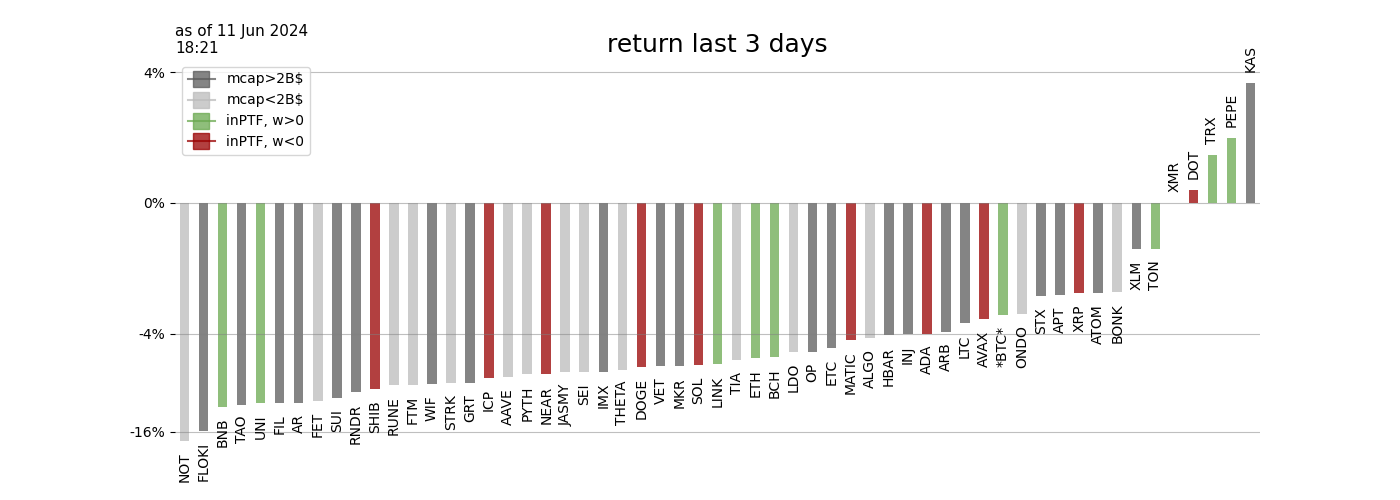 as of 11 Jun 2024
18:21
return last 3 days
4%
0%
-4%
-16%
mcap>2B$
mcap<2B$
inPTF, w>0
inPTF, w<0
NOT
FLOKI
BNB
TAO
UNI
FIL
AR
FET
SUI
RNDR
SHIB
RUNE
FTM
WIF
STRK
GRT
ICP
AAVE
PYTH
NEAR
JASMY
SEI
IMX
THETA
DOGE
VET
MKR
SOL
LINK
TIA
ETH
BCH
LDO
OP
ETC
MATIC
ALGO
HBAR
INJ
ADA
ARB
LTC
AVAX
*BTC*
ONDO
STX
APT
XRP
ATOM
BONK
XLM
TON
XMR
DOT
TRX
PEPE
KAS